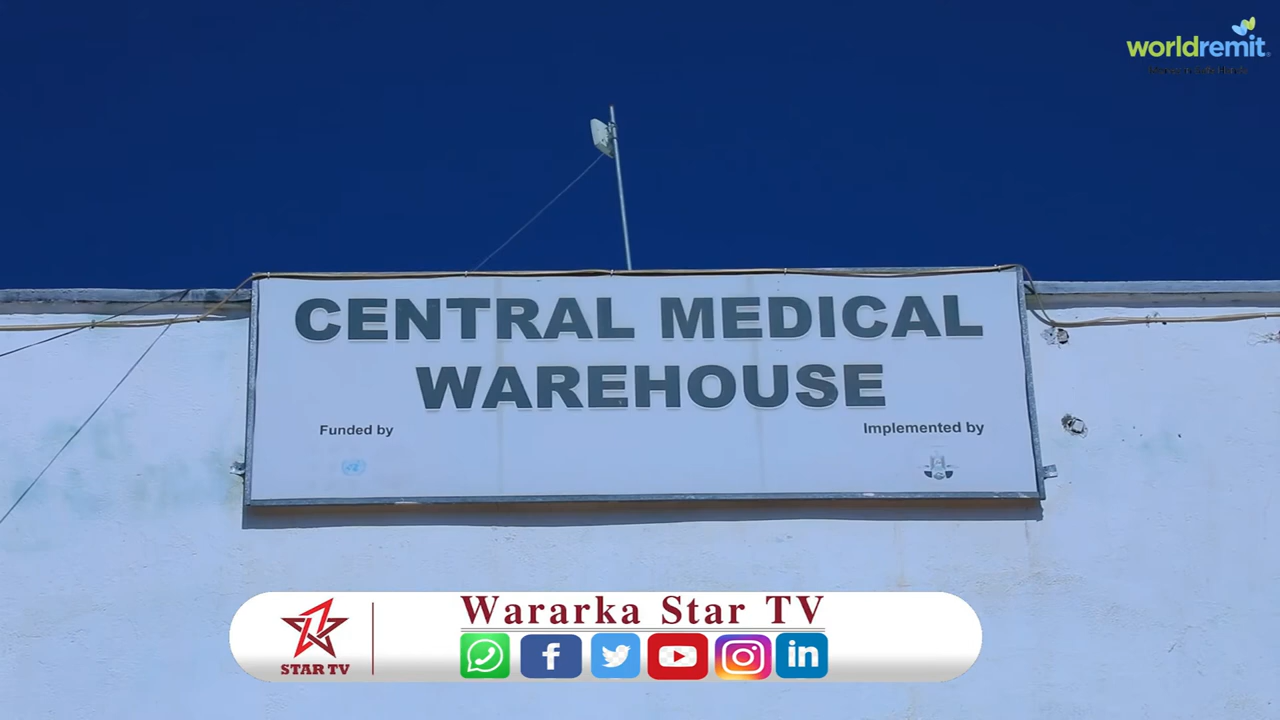 worldremit
CENTRAL MEDICAL
WAREHOUSE
Funded by
Implemented by
Wararka Star TV
STAR TV